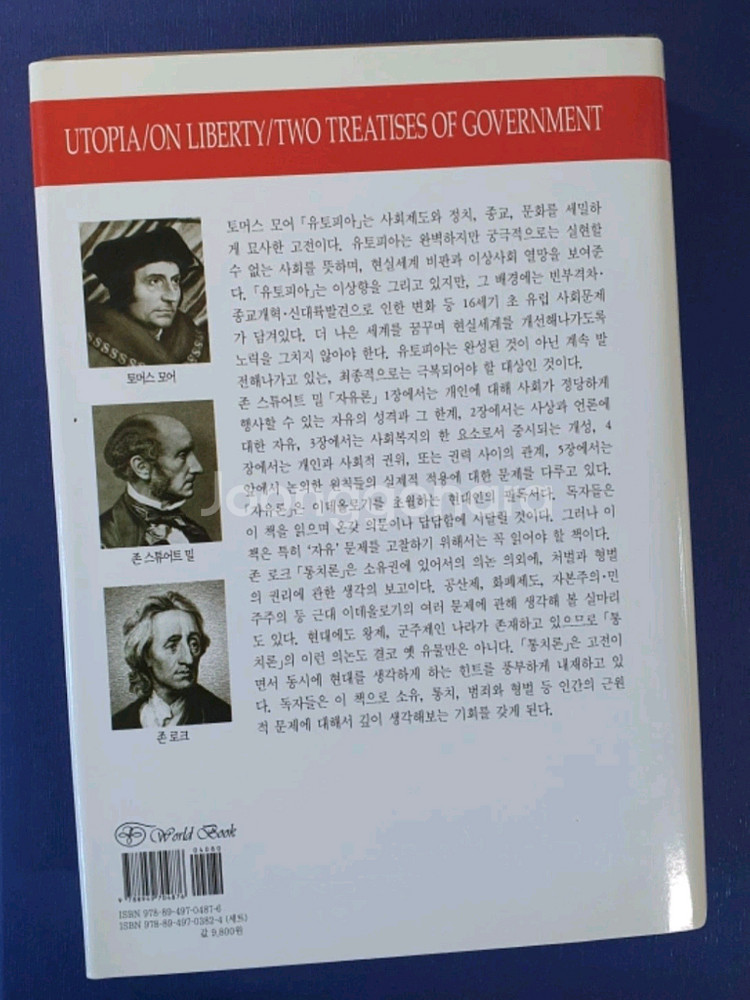 UTOPIA/ON LIBERTY/TWO TREATISES OF GOVERNMENT
토머스 모어 「유토피아」는 사회제도와 정치, 종교, 문화를 세밀하
게 묘사한 고전이다. 유토피아는 완벽하지만 궁극적으로는 실현할
수 없는 사회를 뜻하며, 현실세계 비판과 이상사회 열망을 보여준
다. 「유토피아」는 이상향을 그리고 있지만, 그 배경에는 빈부격차·
종교개혁·신대륙발견으로 인한 변화 등 16세기 초 유럽 사회문제
가 담겨있다. 더 나은 세계를 꿈꾸며 현실세계를 개선해나가도록
노력을 그치지 않아야 한다. 유토피아는 완성된 것이 아닌 계속 발
전해나가고 있는, 최종적으로는 극복되어야 할 대상인 것이다.
존 스튜어트 밀 「자유론」 1장에서는 개인에 대해 사회가 정당하게
행사할 수 있는 자유의 성격과 그 한계, 2장에서는 사상과 언론에
대한 자유, 3장에서는 사회복지의 한 요소로서 중시되는 개성, 4
장에서는 개인과 사회적 권위, 또는 권력 사이의 관계, 5장에서는
앞에서 논의한 원칙들의 실제적 적용에 대한 문제를 다루고 있다.
「자유론」은 이데올로기를 초월하는 현대인의 필독서다. 독자들은
이 책을 읽으며 온갖 의문이나 답답함에 시달릴 것이다. 그러나 이
책은 특히 '자유' 문제를 고찰하기 위해서는 꼭 읽어야 할 책이다.
존 로크 「통치론」은 소유권에 있어서의 의논 의외에, 처벌과 형벌
의 권리에 관한 생각의 보고이다. 공산제, 화폐제도, 자본주의·민
주주의 등 근대 이데올로기의 여러 문제에 관해 생각해 볼 실마리
도 있다. 현대에도 왕제, 군주제인 나라가 존재하고 있으므로 「통
치론」의 이런 의논도 결코 옛 유물만은 아니다. 「통치론」은 고전이
면서 동시에 현대를 생각하게 하는 힌트를 풍부하게 내재하고 있
다. 독자들은 이 책으로 소유, 통치, 범죄와 형벌 등 인간의 근원
적 문제에 대해서 깊이 생각해보는 기회를 갖게 된다.
토머스 모어
존 스튜어트 밀
존 로크
Joonggonara
World Book
04080
9 788949 704876
ISBN 978-89-497-0487-6
ISBN 978-89-497-0382-4 (세트)
값 9,800원